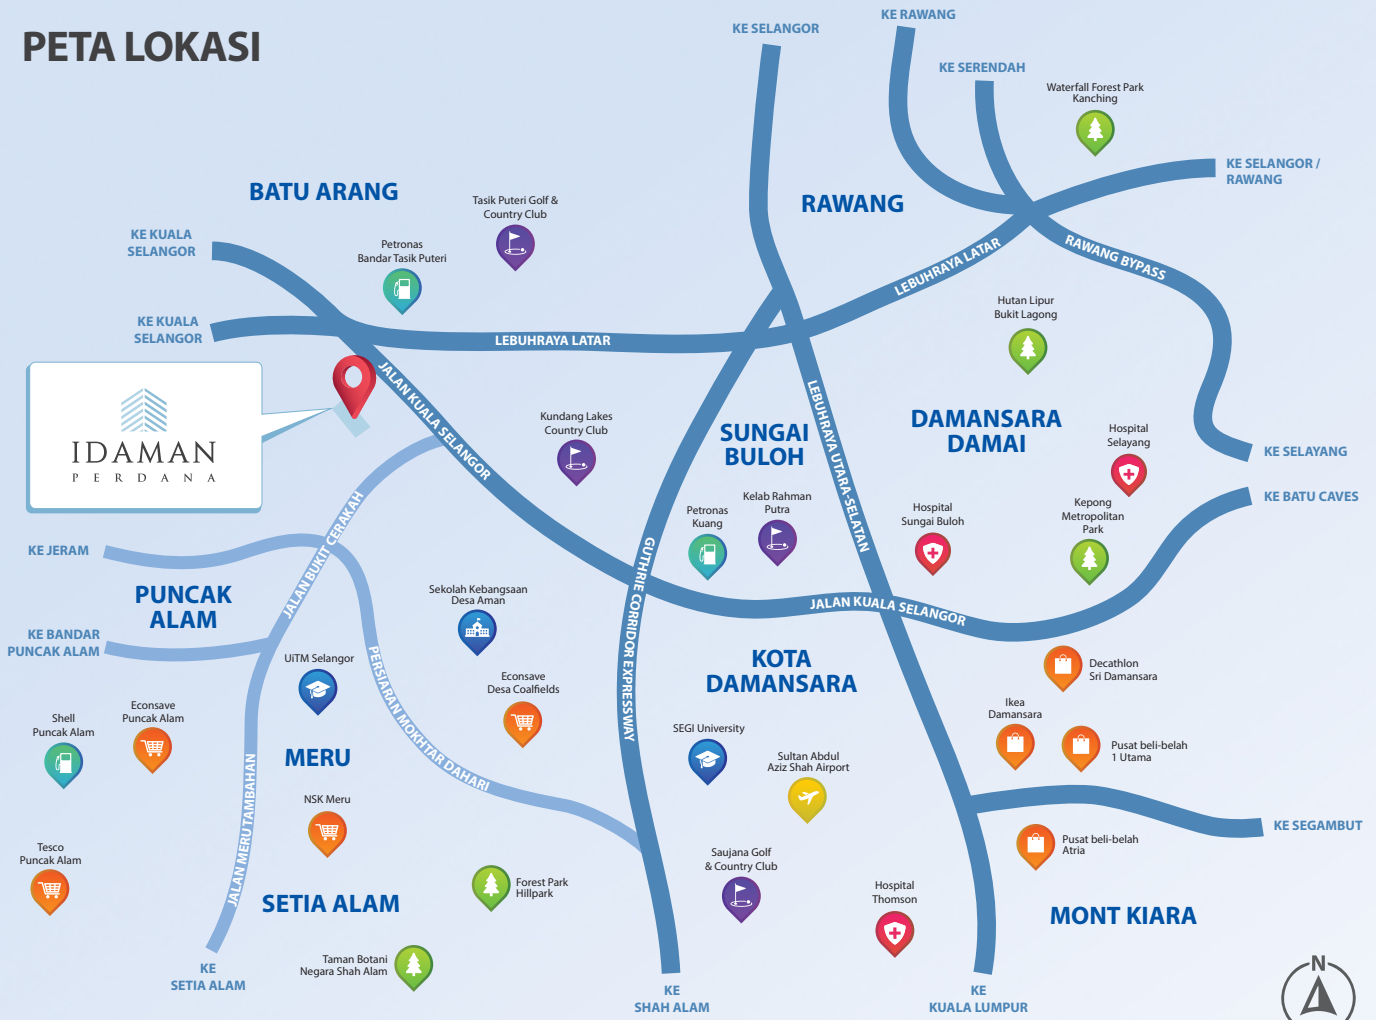 PETA LOKASI
KE SELANGOR
KE RAWANG
KE SERENDAH
Waterfall Forest Park
Kanching
KE SELANGOR /
RAWANG
BATU ARANG
Tasik Puteri Golf &
Country Club
RAWANG
KE KUALA
SELANGOR
Petronas
Bandar Tasik Puteri
LEBUHRAYA LATAR
RAWANG BYPASS
KE KUALA
SELANGOR
LEBUHRAYA LATAR
Hutan Lipur
Bukit Lagong
IDAMAN
PERDANA
JALAN KUALA SELANGOR
Kundang Lakes
Country Club
SUNGAI
BULOH
LEBUHRAYA UTARA-SELATAN
DAMANSARA
DAMAI
Hospital
Selayang
KE SELAYANG
KE BATU CAVES
Petronas
Kuang
Kelab Rahman
Putra
Hospital
Sungai Buloh
Kepong
Metropolitan
Park
KE JERAM
JALAN BUKIT CERAKAH
PUNCAK
ALAM
Sekolah Kebangsaan
Desa Aman
GUTHRIE CORRIDOR EXPRESSWAY
JALAN KUALA SELANGOR
KE BANDAR
PUNCAK ALAM
UiTM Selangor
PERSIARAN MOKHTAR DAHARI
Econsave
Desa Coalfields
KOTA
DAMANSARA
Decathlon
Sri Damansara
Shell
Puncak Alam
Econsave
Puncak Alam
MERU
SEGI University
Sultan Abdul
Aziz Shah Airport
Ikea
Damansara
Pusat beli-belah
1 Utama
JALAN MERU TAMBAHAN
NSK Meru
KE SEGAMBUT
Tesco
Puncak Alam
Saujana Golf
& Country Club
Pusat beli-belah
Atria
SETIA ALAM
Forest Park
Hillpark
Hospital
Thomson
MONT KIARA
Taman Botani
Negara Shah Alam
KE
SETIA ALAM
KE
SHAH ALAM
KE
KUALA LUMPUR
N